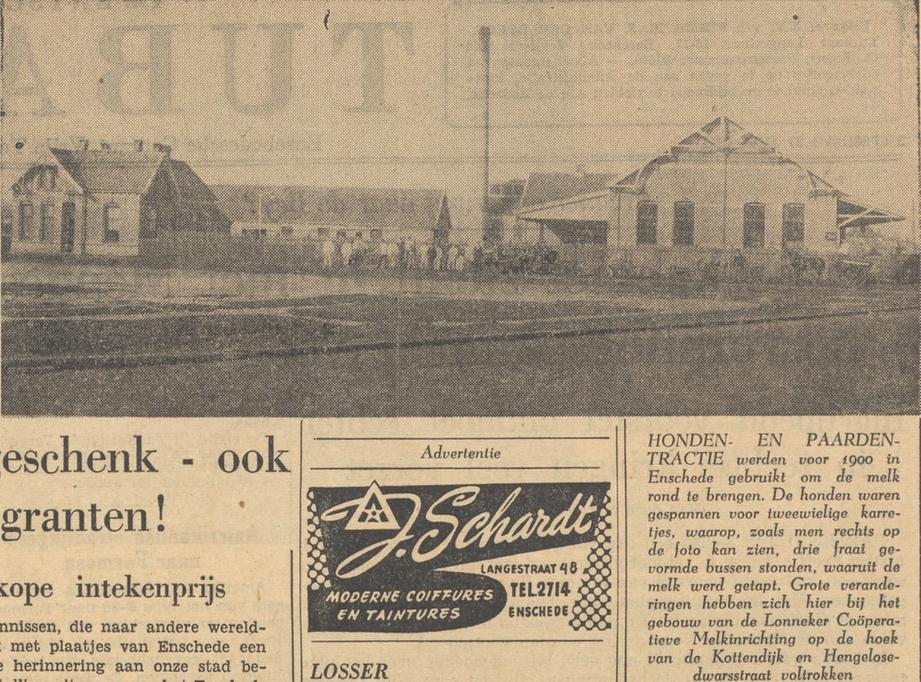 geschenk - ook
granten!
kope intekenprijs
nnissen, die naar andere wereld-
met plaatjes van Enschede een
herinnering aan onze stad be-
Advertentie
J. Schardt
LANGESTRAAT 48
TEL 2714
ENSCHEDE
MODERNE COIFFURES
EN TAINTURES
LOSSER
HONDEN- EN PAARDEN-
TRACTIE werden voor 1900 in
Enschede gebruikt om de melk
rond te brengen. De honden waren
gespannen voor tweewielige karre-
tjes, waarop, zoals men rechts op
de foto kan zien, drie fraai ge-
vormde bussen stonden, waaruit de
melk werd getapt. Grote verande-
ringen hebben zich hier bij het
gebouw van de Lonneker Coöpera-
tieve Melkinrichting op de hoek
van de Kottendijk en Hengelose-
dwarsstraat voltrokken